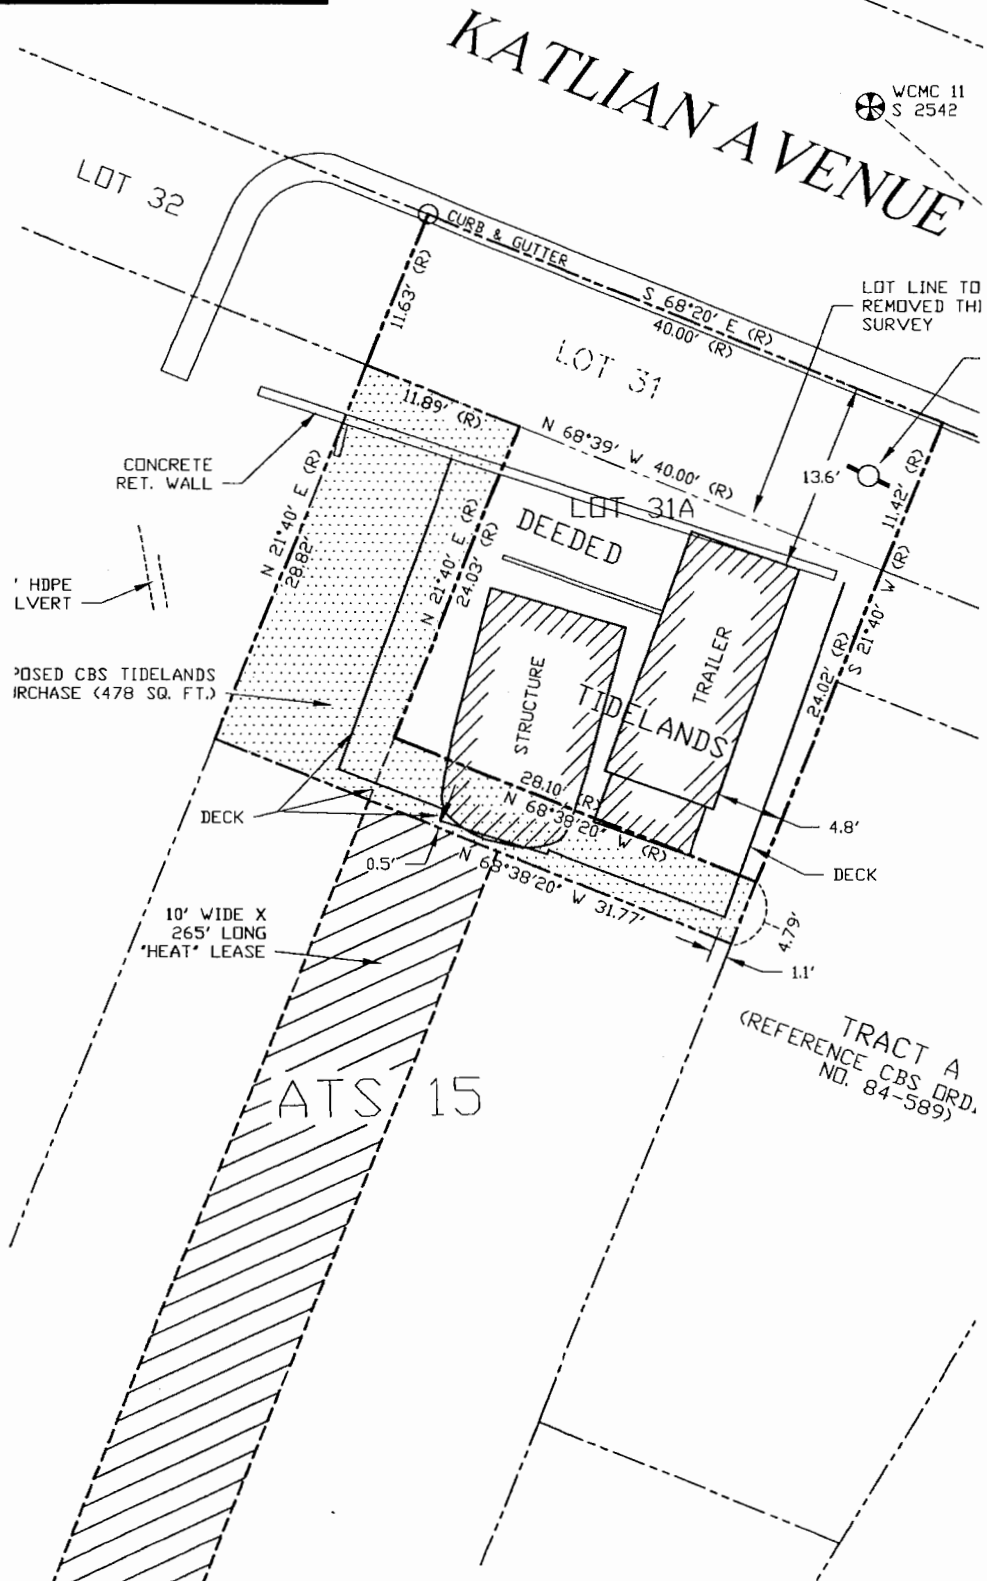 KATLIAN AVENUE
WCMC 11
S 2542
LOT 32
CURB & GUTTER
11.63' (R)
S 68°20' E (R)
40.00' (R)
LOT LINE TO
REMOVED THI
SURVEY
LOT 31
11.89' (R)
N 68°39' W 40.00' (R)
13.6'
11.42' (R)
CONCRETE
RET. WALL
LOT 31A
DEEDED
N 21°40' E (R)
28.82'
N 21°40' E (R)
24.03' (R)
' HDPE
LVERT
S 21°40' W (R)
24.02' (R)
POSED CBS TIDELANDS
URCHASE (478 SQ. FT.)
STRUCTURE
TRAILER
TIDELANDS
28.10' (R)
N 68°38'20" W (R)
DECK
4.8'
0.5'
N 68°38'20" W 31.77'
DECK
10' WIDE X
265' LONG
"HEAT" LEASE
4.79'
1.1'
TRACT A
(REFERENCE CBS ORD.
NO. 84-589)
ATS 15